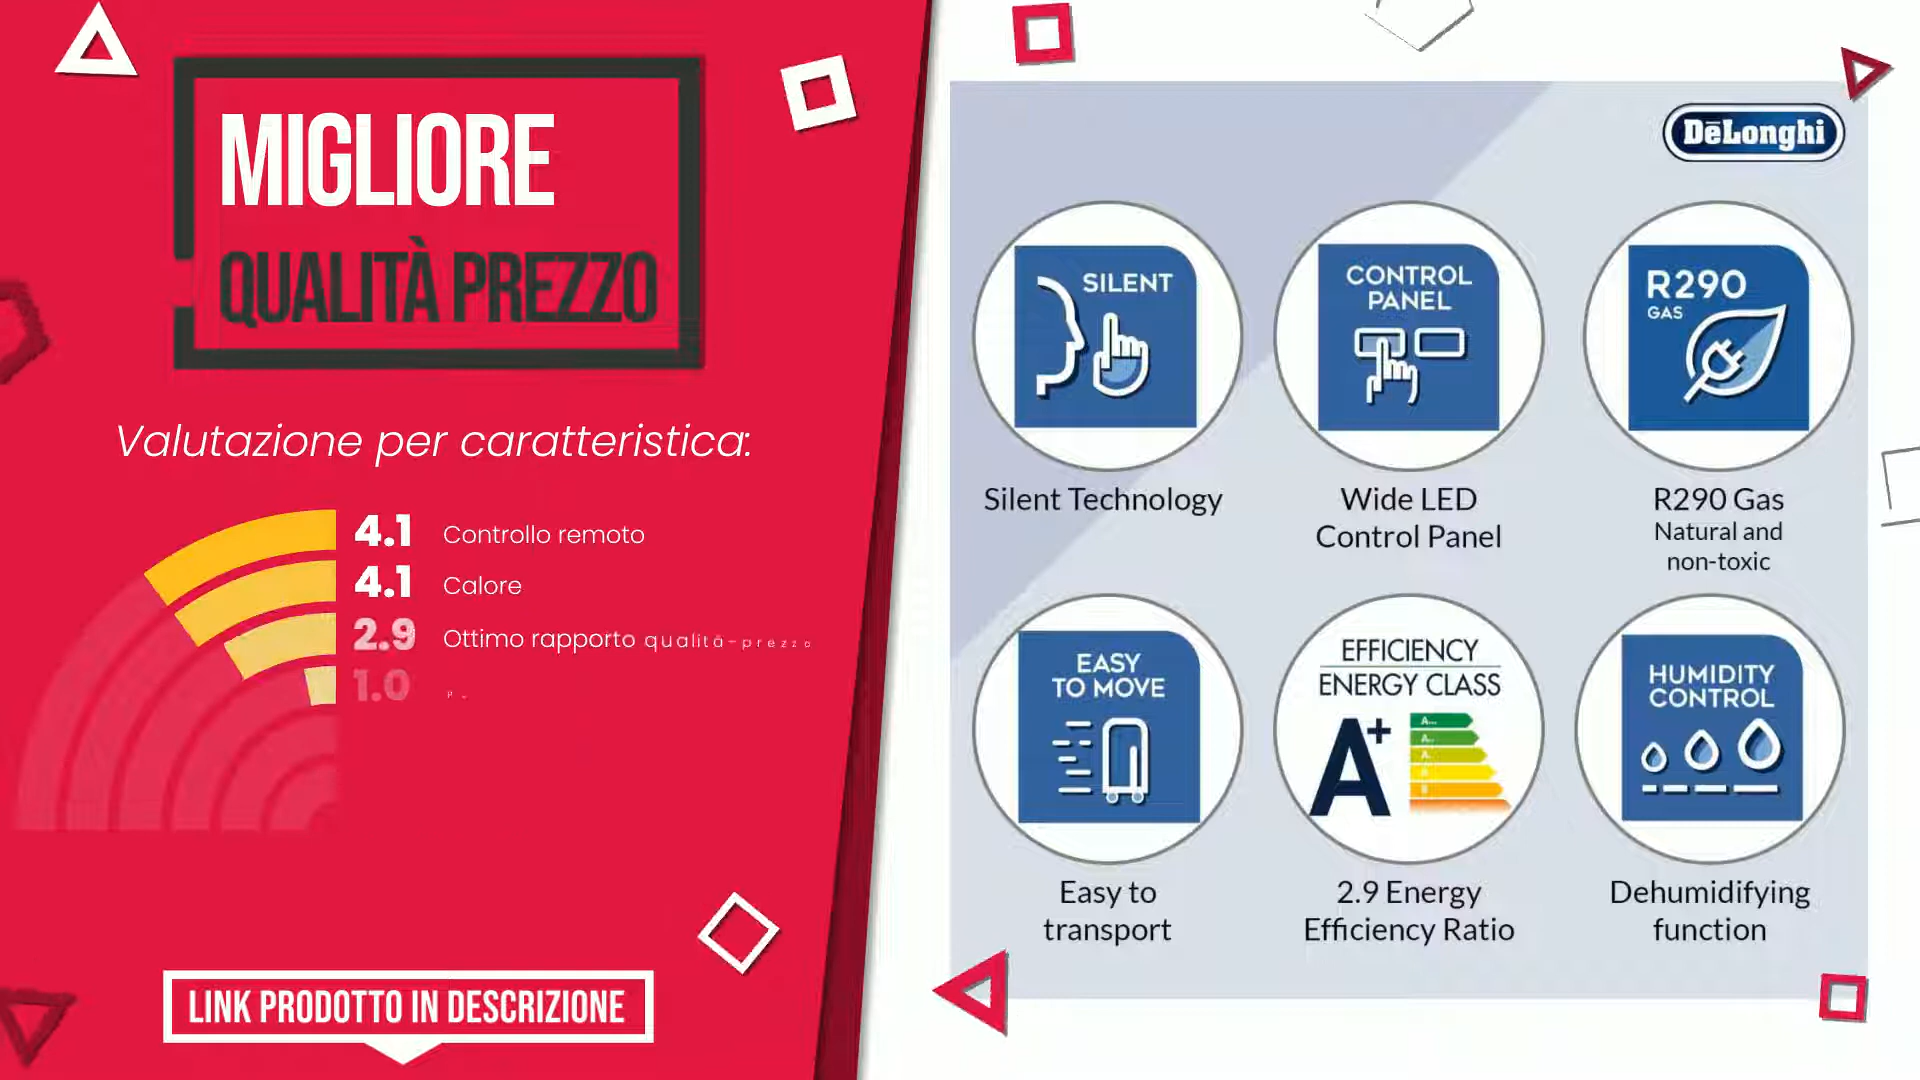 MIGLIORE
QUALITÀ PREZZO
Valutazione per caratteristica:
4.1 Controllo remoto
4.1 Calore
2.9 Ottimo rapporto qualità-prezzo
1.0
LINK PRODOTTO IN DESCRIZIONE
DēLonghi
SILENT
Silent Technology
CONTROL
PANEL
Wide LED
Control Panel
R290
GAS
R290 Gas
Natural and
non-toxic
EASY
TO MOVE
Easy to
transport
EFFICIENCY
ENERGY CLASS
A+
2.9 Energy
Efficiency Ratio
HUMIDITY
CONTROL
Dehumidifying
function